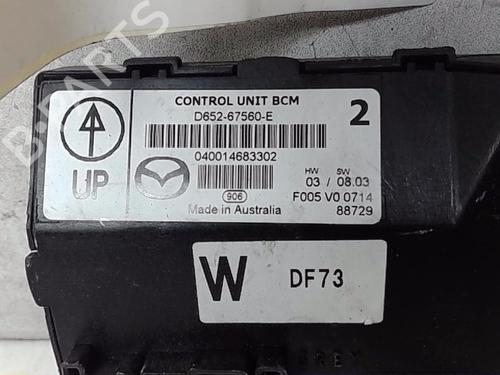 CONTROL UNIT BCM
2
D652-67560-E
040014683302
UP
HW SW
03 / 08.03
906
F005 V0 0714
Made in Australia
88729
W
DF73
GREY
B-PARTS